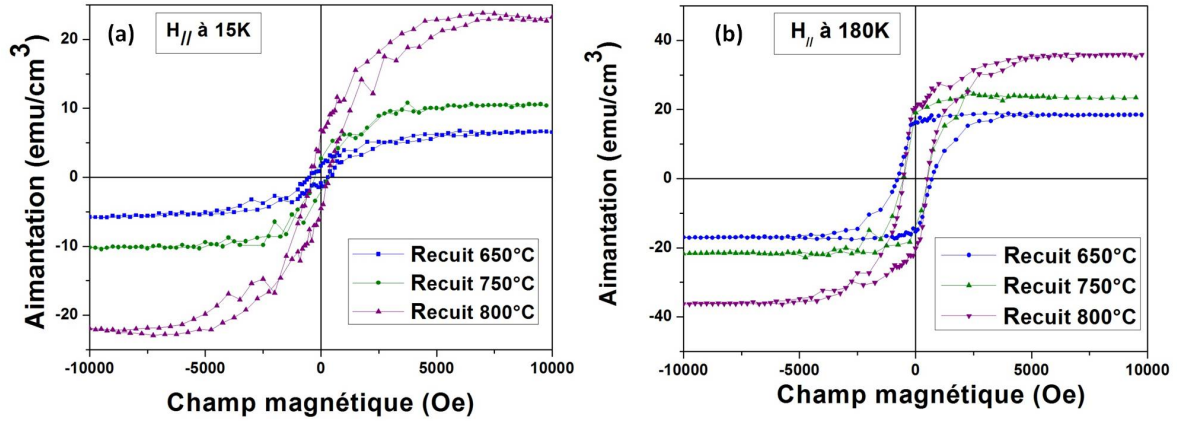 (a)
H// à 15K
Aimantation (emu/cm³)
20
10
0
-10
-20
-10000 -5000 0 5000 10000
Champ magnétique (Oe)
Recuit 650°C
Recuit 750°C
Recuit 800°C
(b)
H// à 180K
Aimantation (emu/cm³)
40
20
0
-20
-40
-10000 -5000 0 5000 10000
Champ magnétique (Oe)
Recuit 650°C
Recuit 750°C
Recuit 800°C